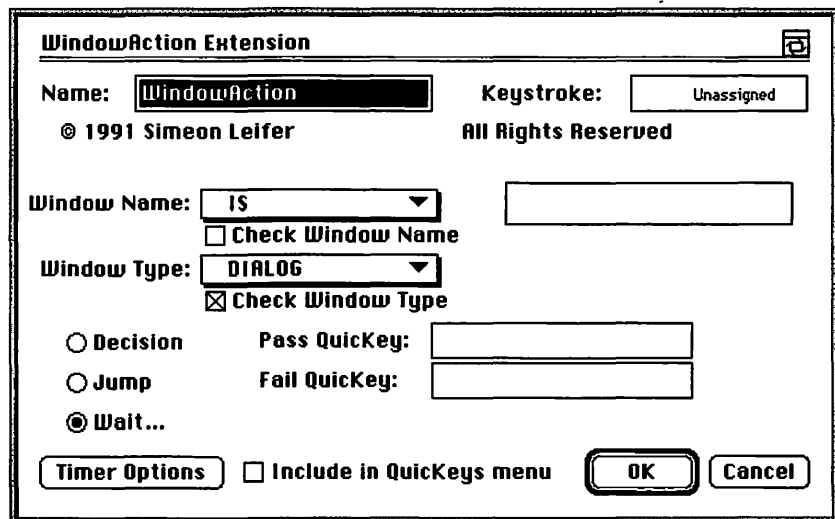 WindowAction Extension
Name: WindowAction Keystroke: Unassigned
© 1991 Simeon Leifer All Rights Reserved
Window Name: IS
Check Window Name
Window Type: DIALOG
Check Window Type
Decision Pass QuicKey:
Jump Fail QuicKey:
Wait...
Timer Options Include in QuicKeys menu OK Cancel